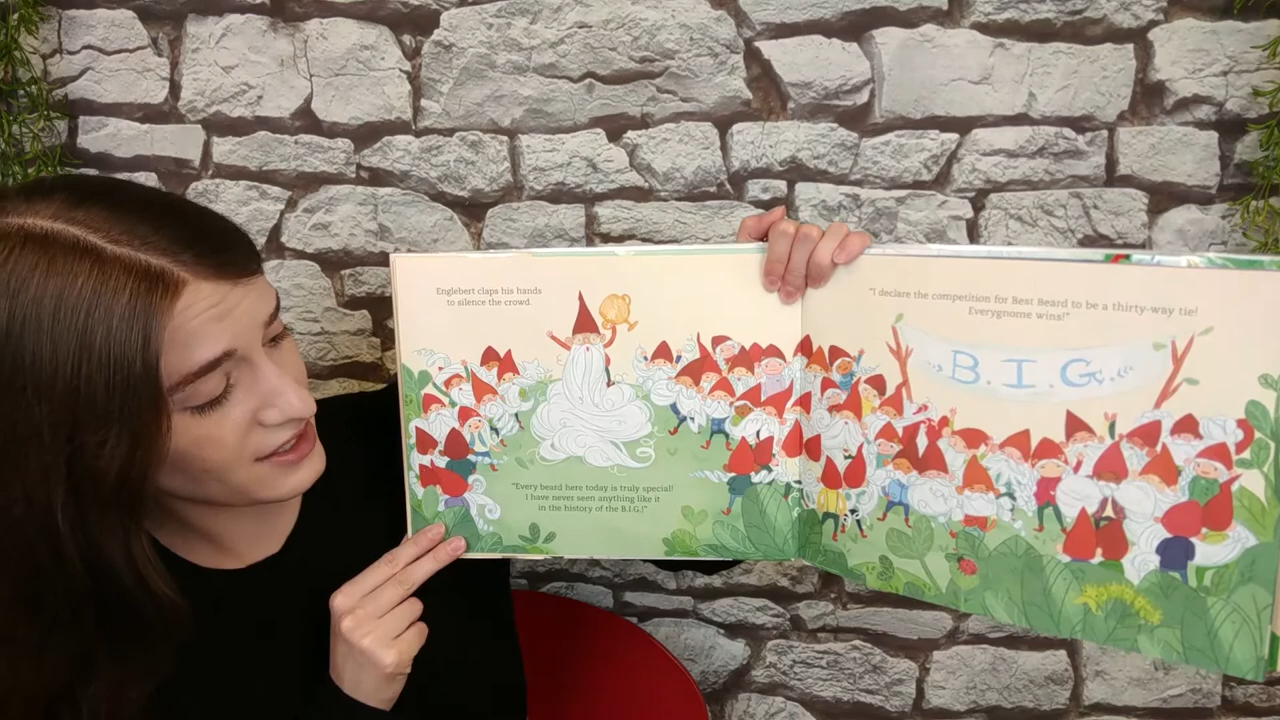 Englebert claps his hands
to silence the crowd.
"Every beard here today is truly special!
I have never seen anything like it
in the history of the B.I.G.!"
"I declare the competition for Best Beard to be a thirty-way tie!
Everygnome wins!"
B.I.G.